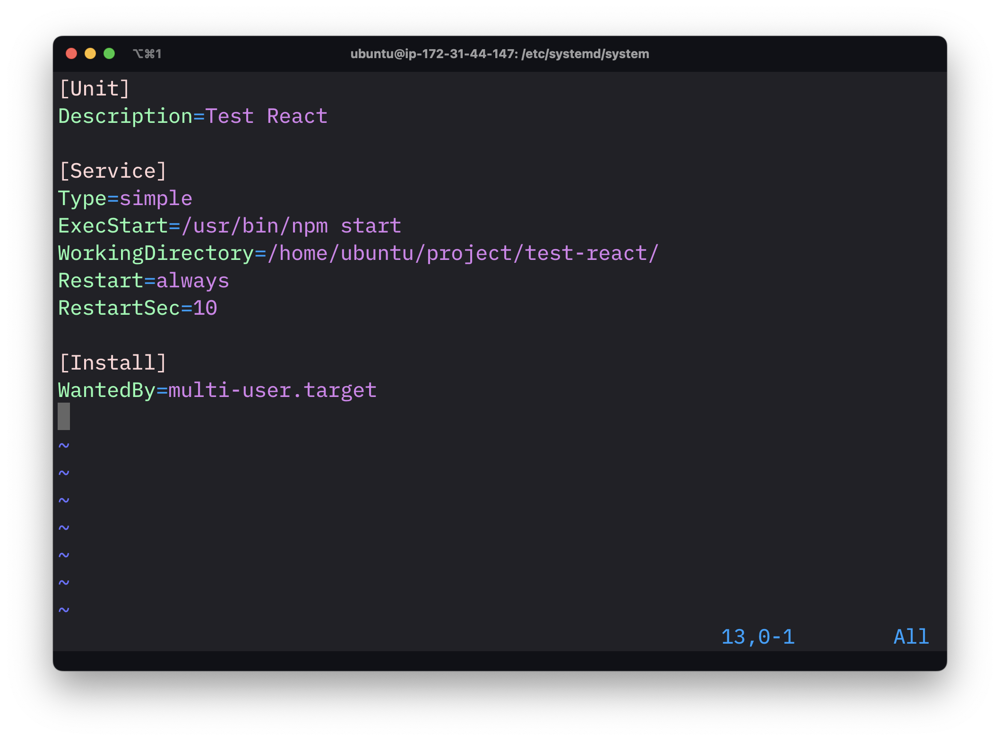 ⌥⌘1
ubuntu@ip-172-31-44-147: /etc/systemd/system
[Unit]
Description=Test React
[Service]
Type=simple
ExecStart=/usr/bin/npm start
WorkingDirectory=/home/ubuntu/project/test-react/
Restart=always
RestartSec=10
[Install]
WantedBy=multi-user.target
~
~
~
~
~
~
~
13,0-1 All